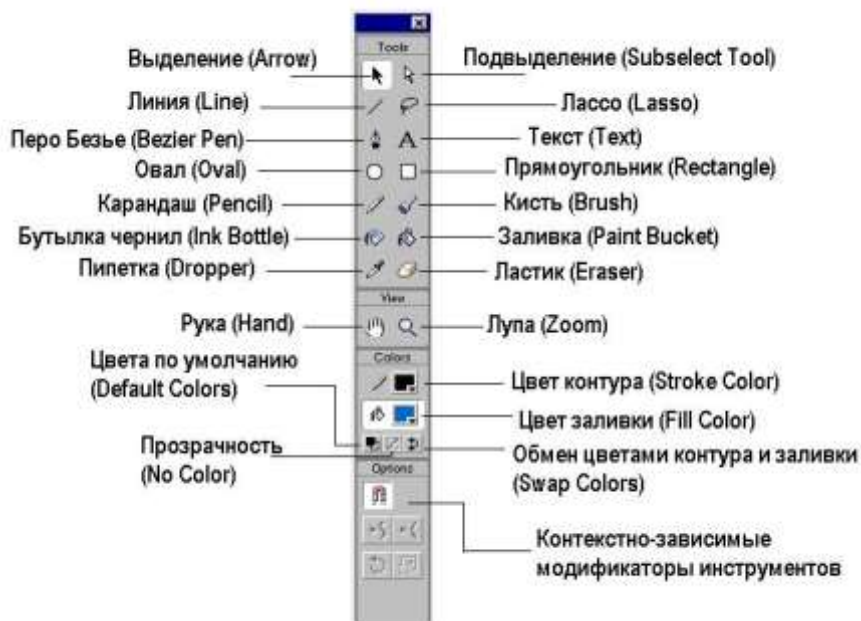 Tools
Выделение (Arrow)
Подвыделение (Subselect Tool)
Линия (Line)
Лассо (Lasso)
Перо Безье (Bezier Pen)
Текст (Text)
Овал (Oval)
Прямоугольник (Rectangle)
Карандаш (Pencil)
Кисть (Brush)
Бутылка чернил (Ink Bottle)
Заливка (Paint Bucket)
Пипетка (Dropper)
Ластик (Eraser)
View
Рука (Hand)
Лупа (Zoom)
Colors
Цвета по умолчанию
(Default Colors)
Цвет контура (Stroke Color)
Цвет заливки (Fill Color)
Прозрачность
(No Color)
Обмен цветами контура и заливки
(Swap Colors)
Options
Контекстно-зависимые
модификаторы инструментов